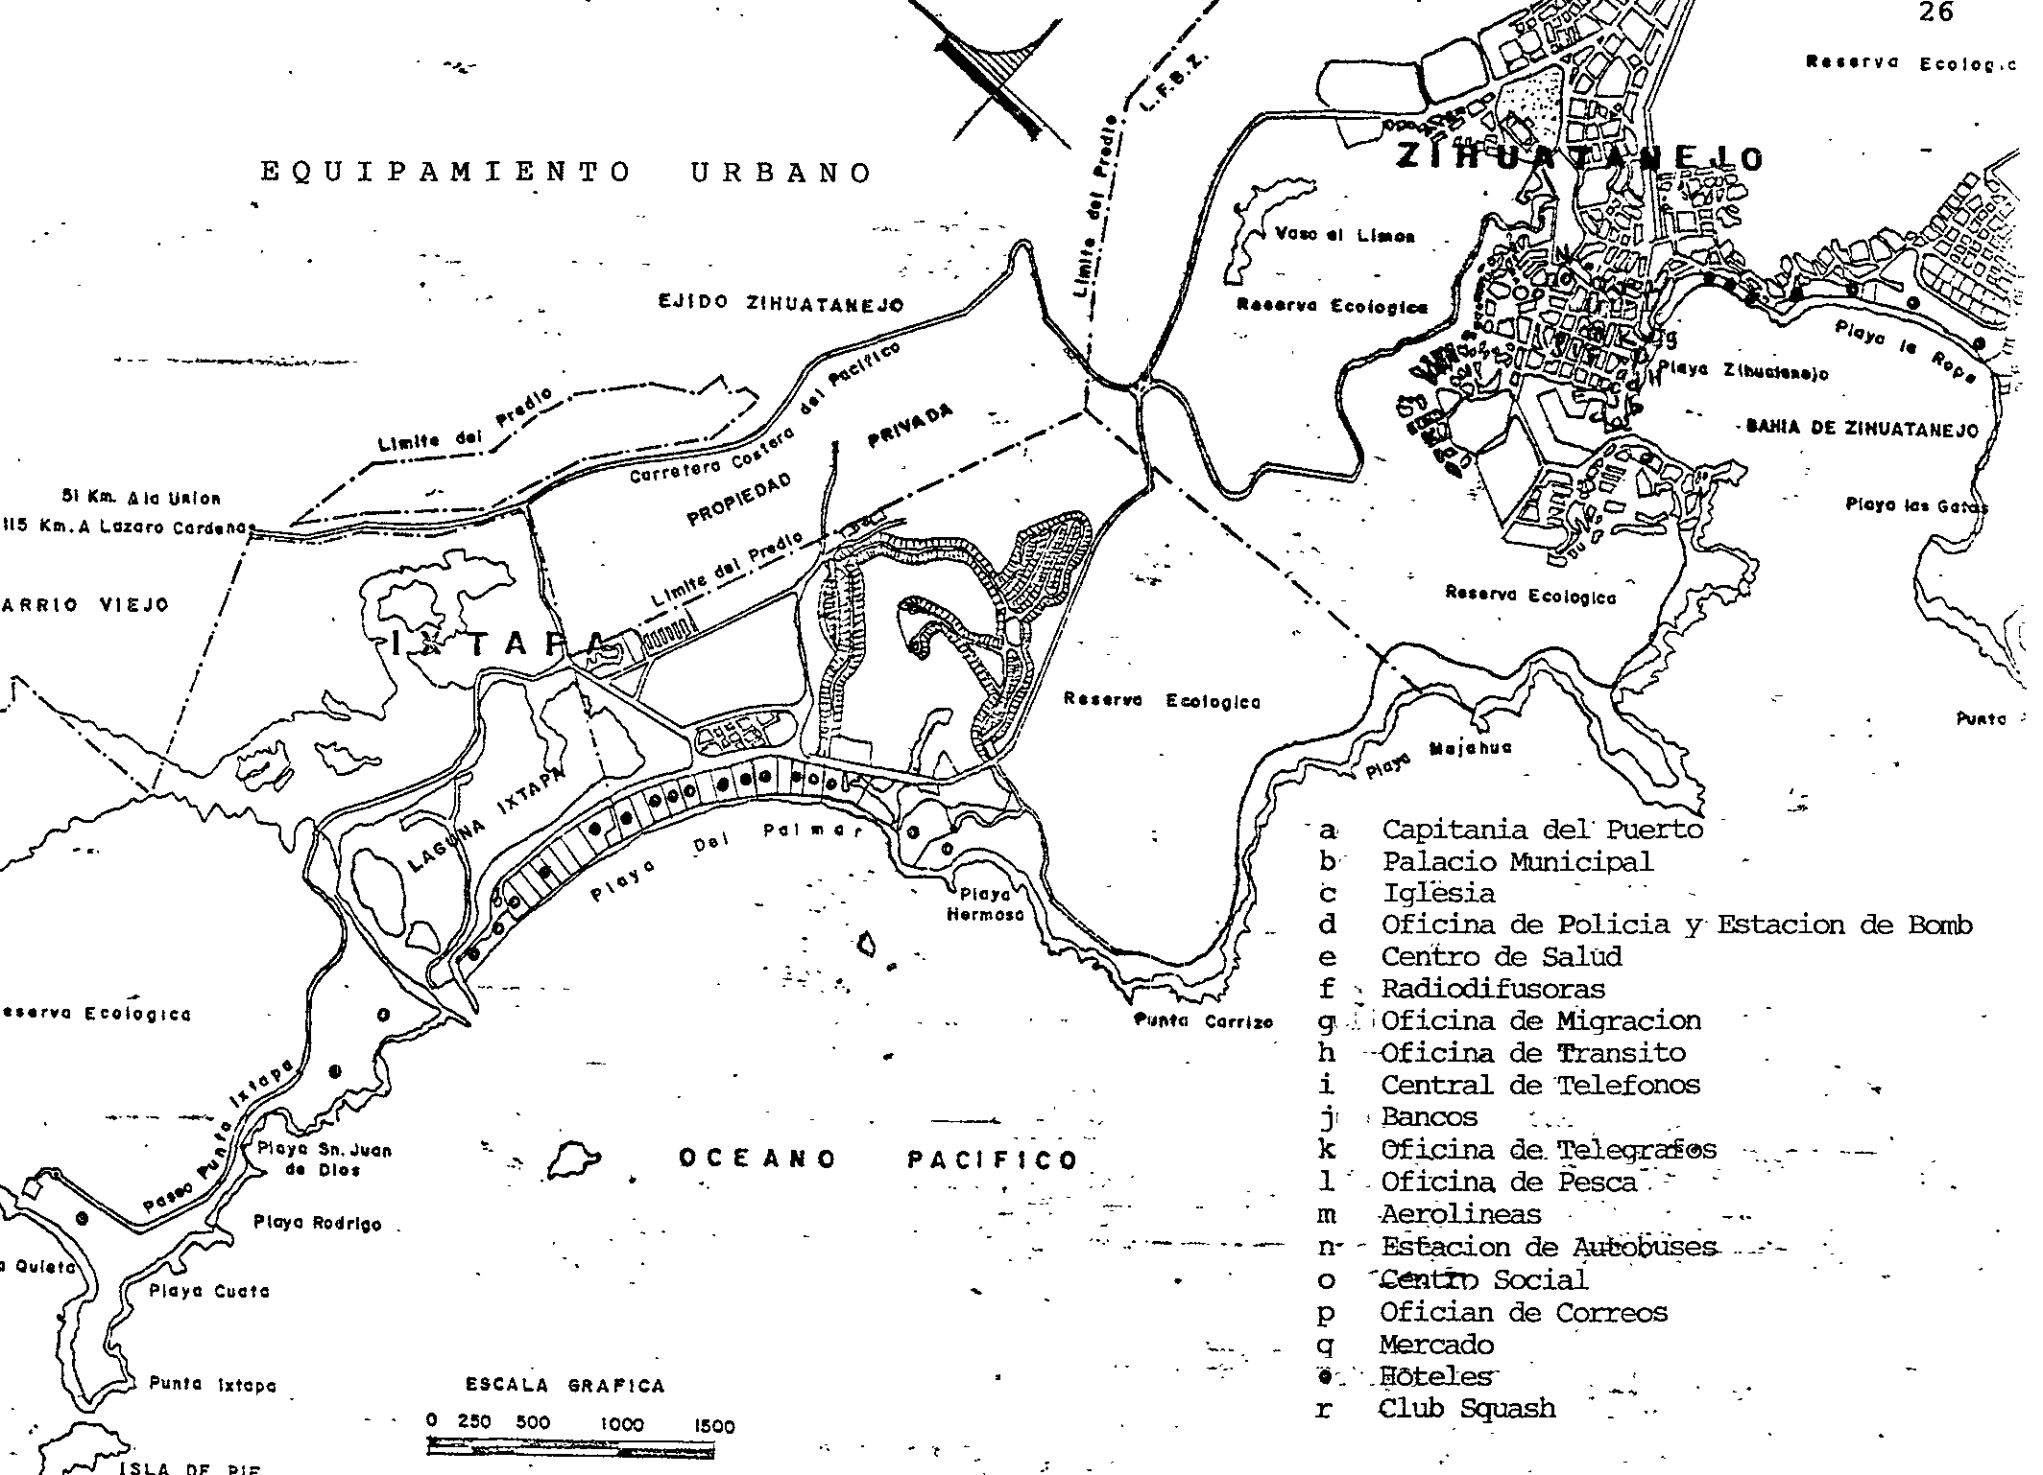 26
Reserva Ecologic
L.F.B.Z.
Limite del Predio
ZIHUATANEJO
EQUIPAMIENTO URBANO
Vaso el Limon
EJIDO ZIHUATANEJO
Reserva Ecologica
Playa la Ropa
Playa Zihuatanejo
BAHIA DE ZIHUATANEJO
Limite del Predio
Carretera Costera del Pacifico
PROPIEDAD PRIVADA
51 Km. A la Union
115 Km. A Lazaro Cardenas
Playa las Gatas
Limite del Predio
ARRIO VIEJO
IXTAPA
Reserva Ecologica
Reserva Ecologica
Punta
Playa Majahua
LAGUNA IXTAPA
Playa Del Palmar
Playa
Hermosa
eserva Ecologica
Punta Carrizo
Paseo Punta Ixtapa
Playa Sn. Juan
de Dios
OCEANO PACIFICO
Playa Rodrigo
a Quieta
Playa Cuata
Punta Ixtapa
ISLA DE PIE
ESCALA GRAFICA
0 250 500 1000 1500
a Capitania del Puerto
b Palacio Municipal
c Iglesia
d Oficina de Policia y Estacion de Bomb
e Centro de Salud
f Radiodifusoras
g Oficina de Migracion
h Oficina de Transito
i Central de Telefonos
j Bancos
k Oficina de Telegrafos
l Oficina de Pesca
m Aerolineas
n Estacion de Autobuses
o Centro Social
p Ofician de Correos
q Mercado
Hoteles
r Club Squash